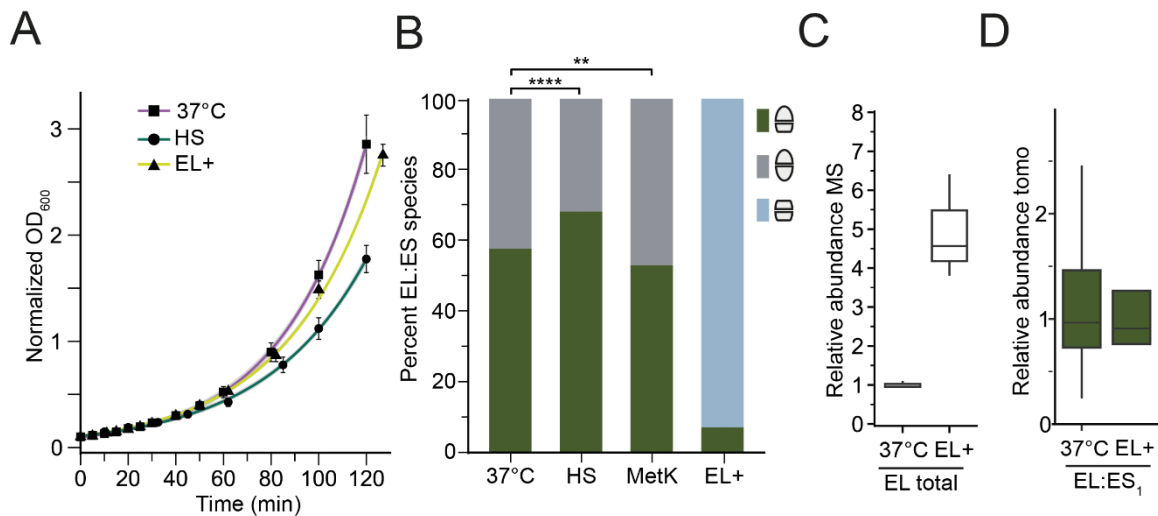 A
Normalized OD600
3
2
1
0
0 20 40 60 80 100 120
Time (min)
37°C
HS
EL+
B
Percent EL:ES species
100
80
60
40
20
0
**
****
37°C HS MetK EL+
C
Relative abundance MS
8
7
6
5
4
3
2
1
0
37°C EL+
EL total
D
Relative abundance tomo
2
1
0
37°C EL+
EL:ES1